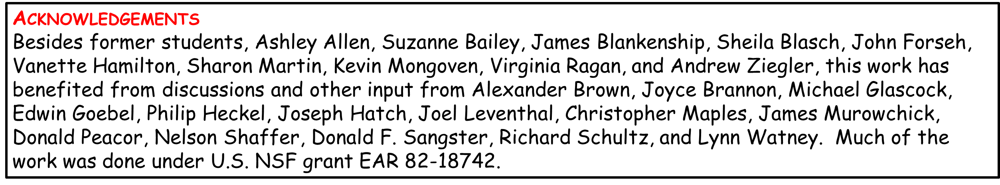 ACKNOWLEDGEMENTS
Besides former students, Ashley Allen, Suzanne Bailey, James Blankenship, Sheila Blasch, John Forseh,
Vanette Hamilton, Sharon Martin, Kevin Mongoven, Virginia Ragan, and Andrew Ziegler, this work has
benefited from discussions and other input from Alexander Brown, Joyce Brannon, Michael Glascock,
Edwin Goebel, Philip Heckel, Joseph Hatch, Joel Leventhal, Christopher Maples, James Murowchick,
Donald Peacor, Nelson Shaffer, Donald F. Sangster, Richard Schultz, and Lynn Watney. Much of the
work was done under U.S. NSF grant EAR 82-18742.